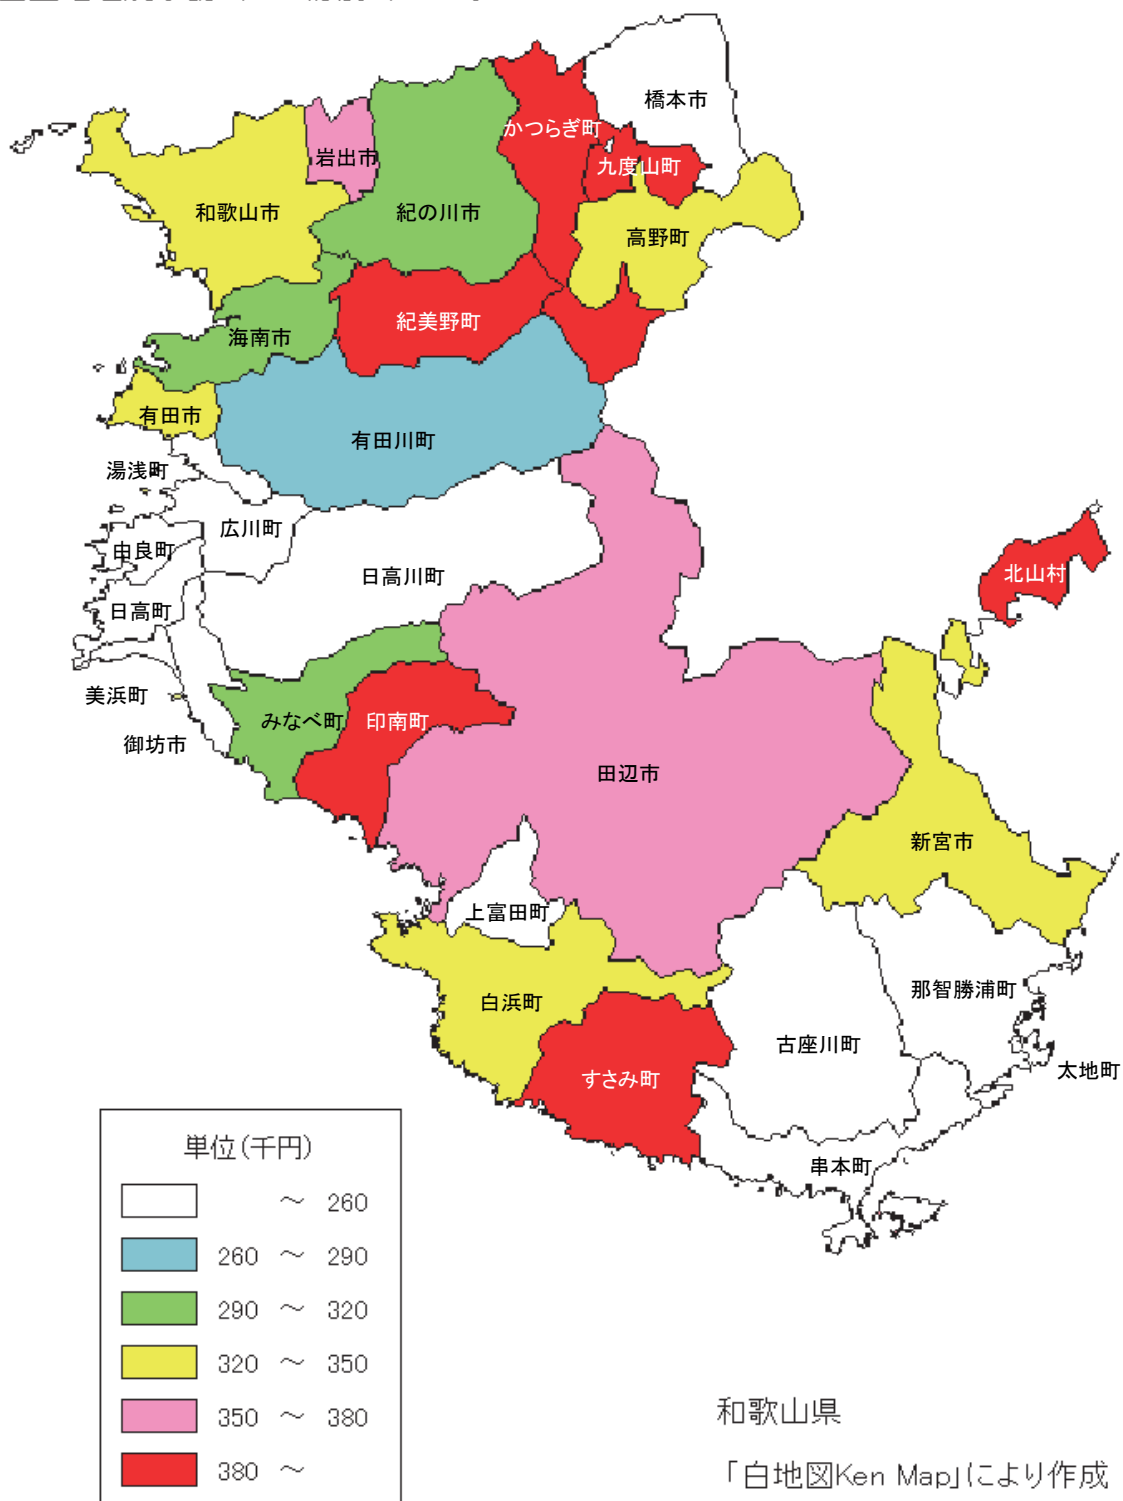 橋本市
かつらぎ町
岩出市
九度山町
和歌山市
紀の川市
高野町
紀美野町
海南市
有田市
有田川町
湯浅町
広川町
由良町
日高川町
北山村
日高町
美浜町
みなべ町
印南町
御坊市
田辺市
新宮市
上富田町
那智勝浦町
白浜町
古座川町
太地町
すさみ町
串本町
単位(千円)
～ 260
260 ～ 290
290 ～ 320
320 ～ 350
350 ～ 380
380 ～
和歌山県
「白地図Ken Map」により作成